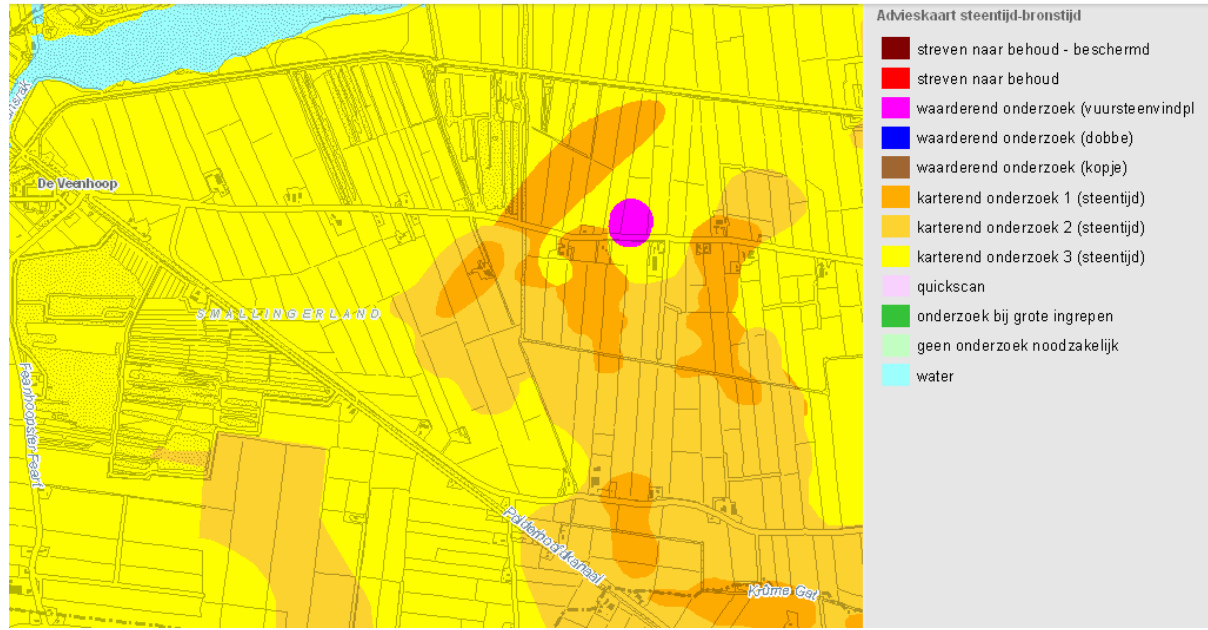 Advieskaart steentijd-bronstijd
streven naar behoud - beschermd
streven naar behoud
waarderend onderzoek (vuursteenvindpl
waarderend onderzoek (dobbe)
waarderend onderzoek (kopje)
karterend onderzoek 1 (steentijd)
karterend onderzoek 2 (steentijd)
karterend onderzoek 3 (steentijd)
quickscan
onderzoek bij grote ingrepen
geen onderzoek noodzakelijk
water
De Veenhoop
SMALLINGERLAND
Feanhoopster Feart
Polderhoofdkanaal
Krûme Gat